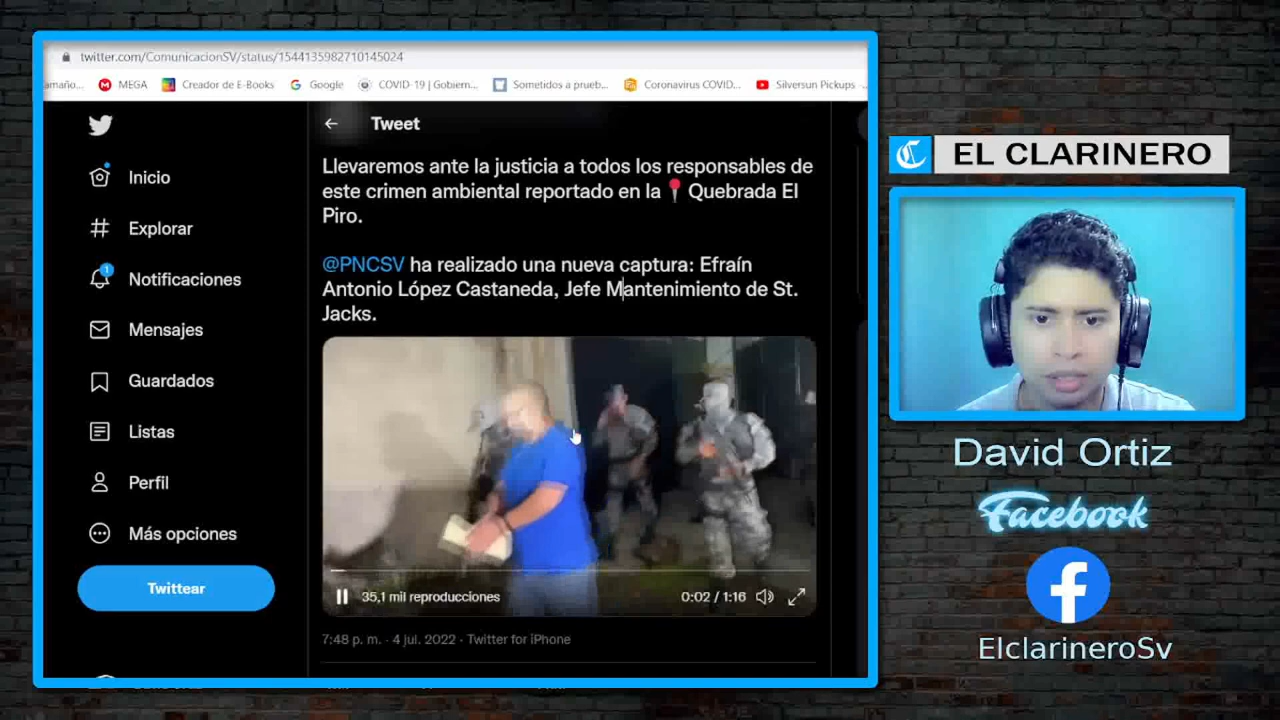 twitter.com/ComunicacionSV/status/1544135982710145024
amaño... MEGA Creador de E-Books Google COVID-19 | Gobiern... Sometidos a prueb... Coronavirus COVID... Silversun Pickups -...
Tweet
Inicio
Explorar
1
Notificaciones
Mensajes
Guardados
Listas
Perfil
Más opciones
Twittear
Llevaremos ante la justicia a todos los responsables de
este crimen ambiental reportado en la Quebrada El
Piro.
@PNCSV ha realizado una nueva captura: Efraín
Antonio López Castaneda, Jefe Mantenimiento de St.
Jacks.
35,1 mil reproducciones 0:02 / 1:16
7:48 p. m. · 4 jul. 2022 · Twitter for iPhone
EL CLARINERO
David Ortiz
Facebook
ElclarineroSv